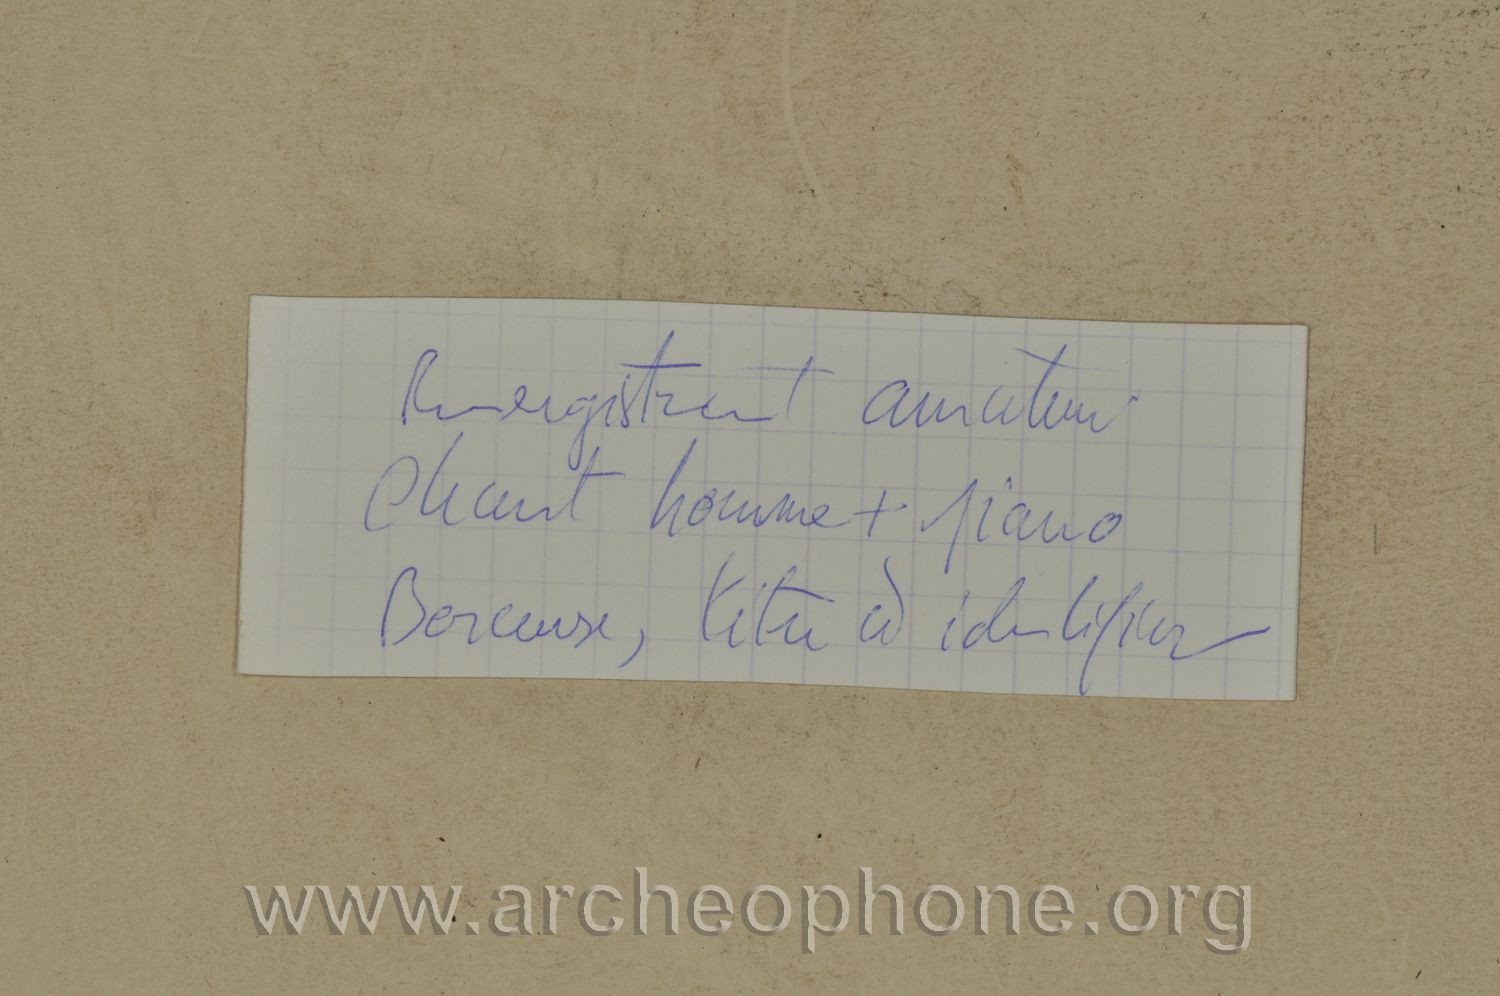 Enregistrement amateur
Chant homme + piano
Berceuse, titre à identifier
www.archeophone.org